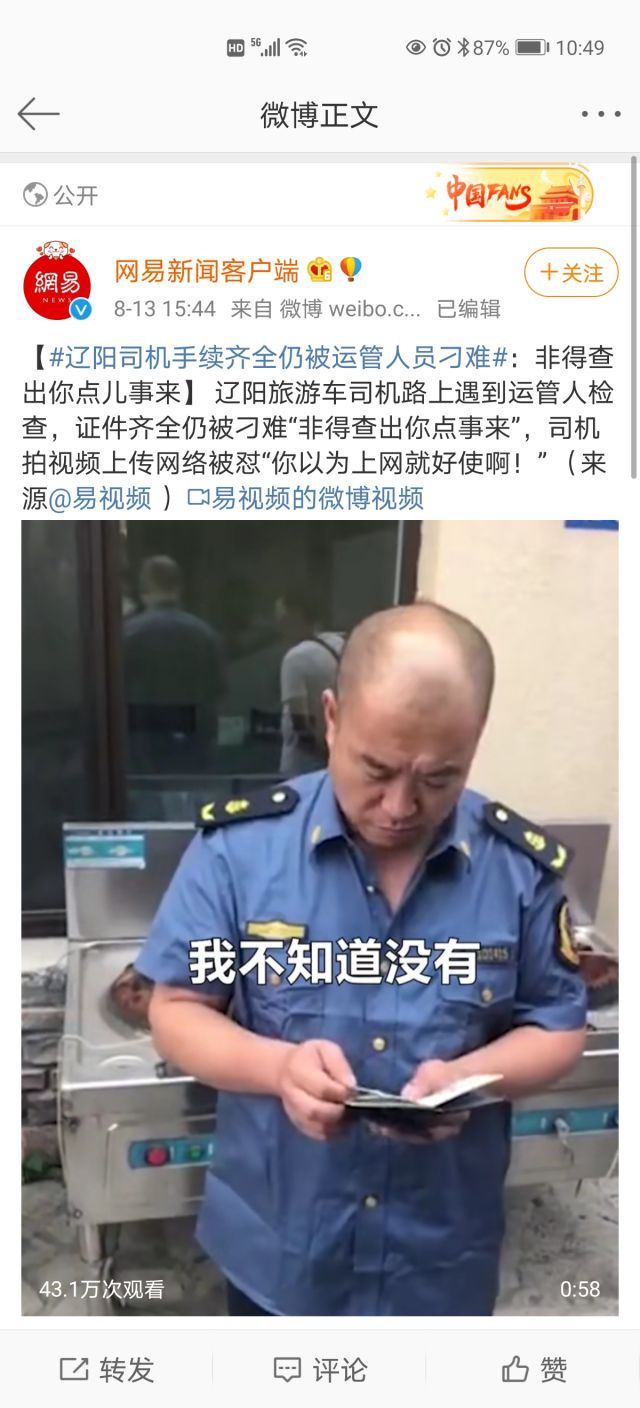 HD 5G 87% 10:49
微博正文
公开
中国FANS
網易
NEWS
网易新闻客户端
+关注
8-13 15:44 来自 微博 weibo.c... 已编辑
【#辽阳司机手续齐全仍被运管人员刁难#：非得查
出你点儿事来】 辽阳旅游车司机路上遇到运管人检
查，证件齐全仍被刁难“非得查出你点事来”，司机
拍视频上传网络被怼“你以为上网就好使啊！”（来
源@易视频 ）易视频的微博视频
我不知道没有
43.1万次观看
0:58
转发
评论
赞